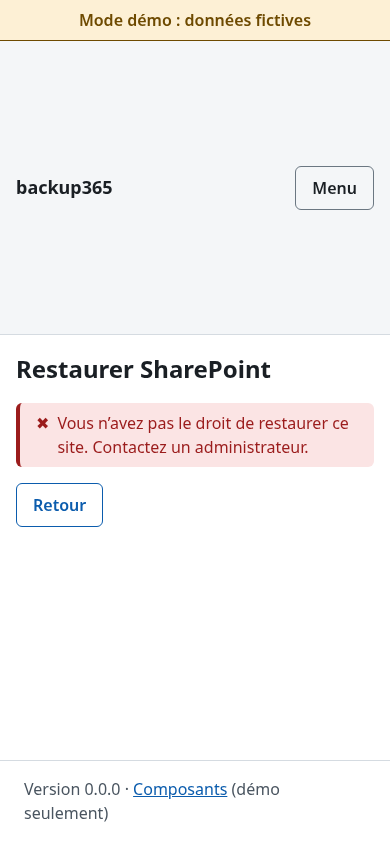 Mode démo : données fictives
backup365
Menu
Restaurer SharePoint
✖ Vous n’avez pas le droit de restaurer ce
site. Contactez un administrateur.
Retour
Version 0.0.0 · Composants (démo
seulement)